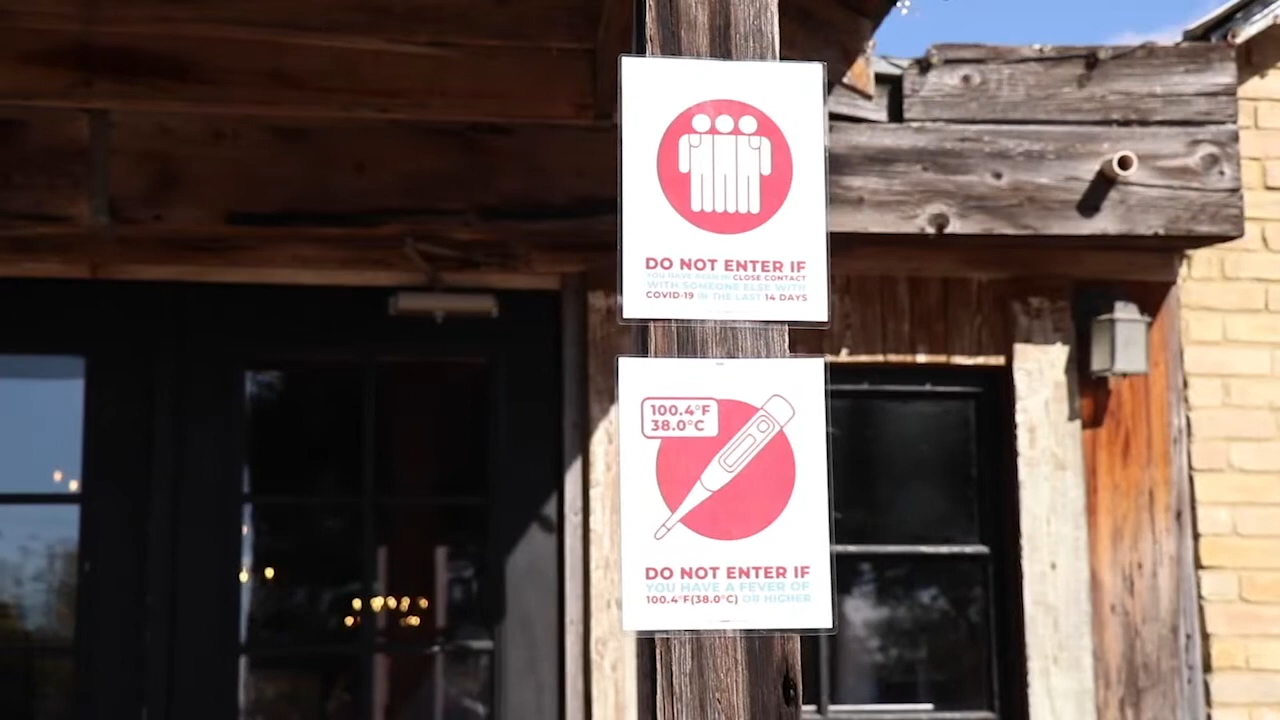 DO NOT ENTER IF
YOU HAVE BEEN IN CLOSE CONTACT
WITH SOMEONE ELSE WITH
COVID-19 IN THE LAST 14 DAYS
100.4°F
38.0°C
DO NOT ENTER IF
YOU HAVE A FEVER OF
100.4°F(38.0°C) OR HIGHER